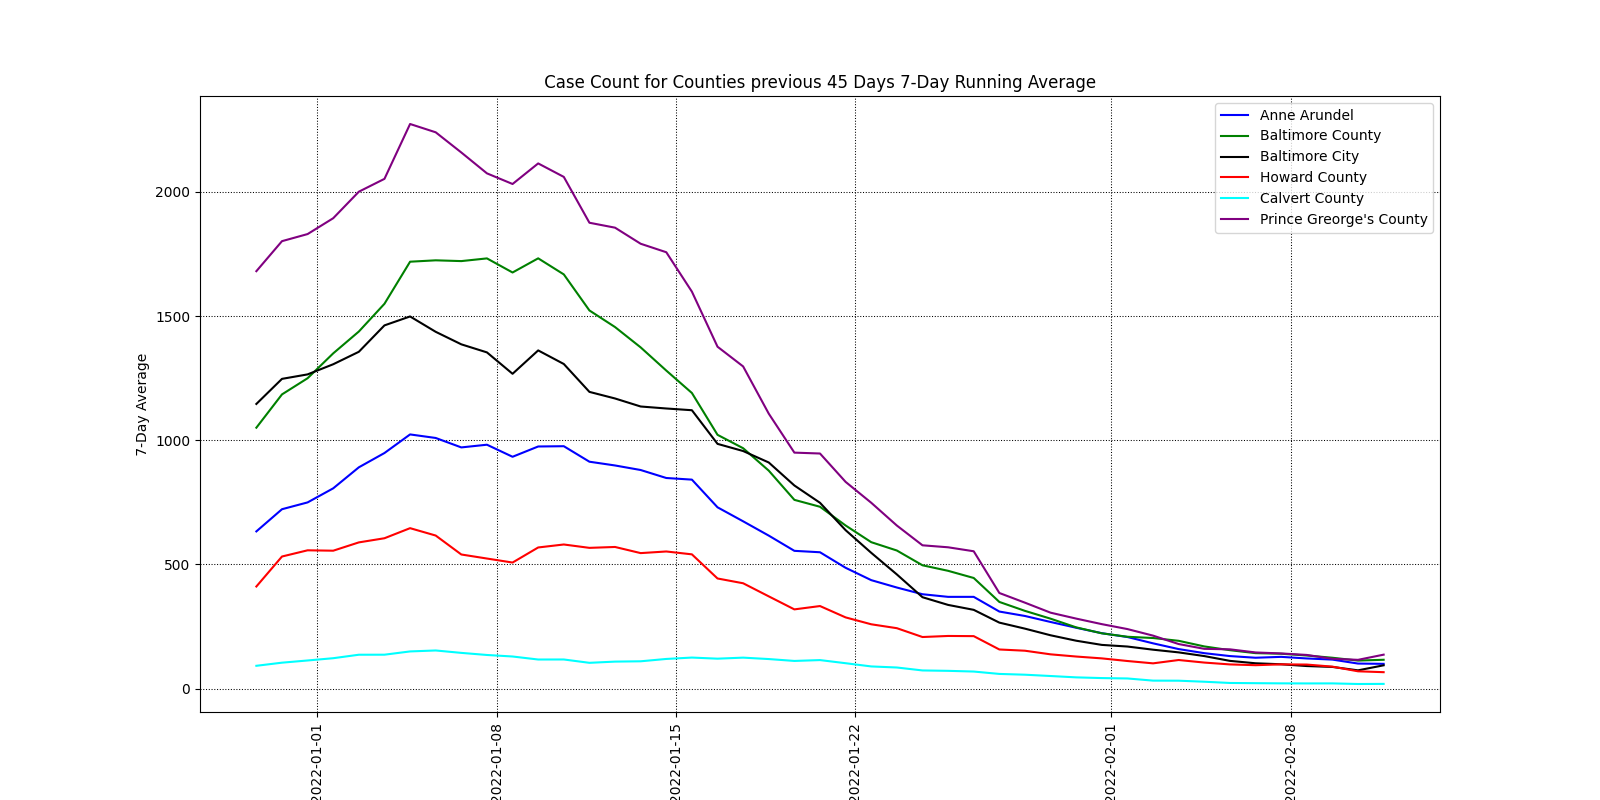 Case Count for Counties previous 45 Days 7-Day Running Average
Anne Arundel
Baltimore County
Baltimore City
Howard County
Calvert County
Prince Greorge's County
7-Day Average
2000
1500
1000
500
0
2022-01-01
2022-01-08
2022-01-15
2022-01-22
2022-02-01
2022-02-08